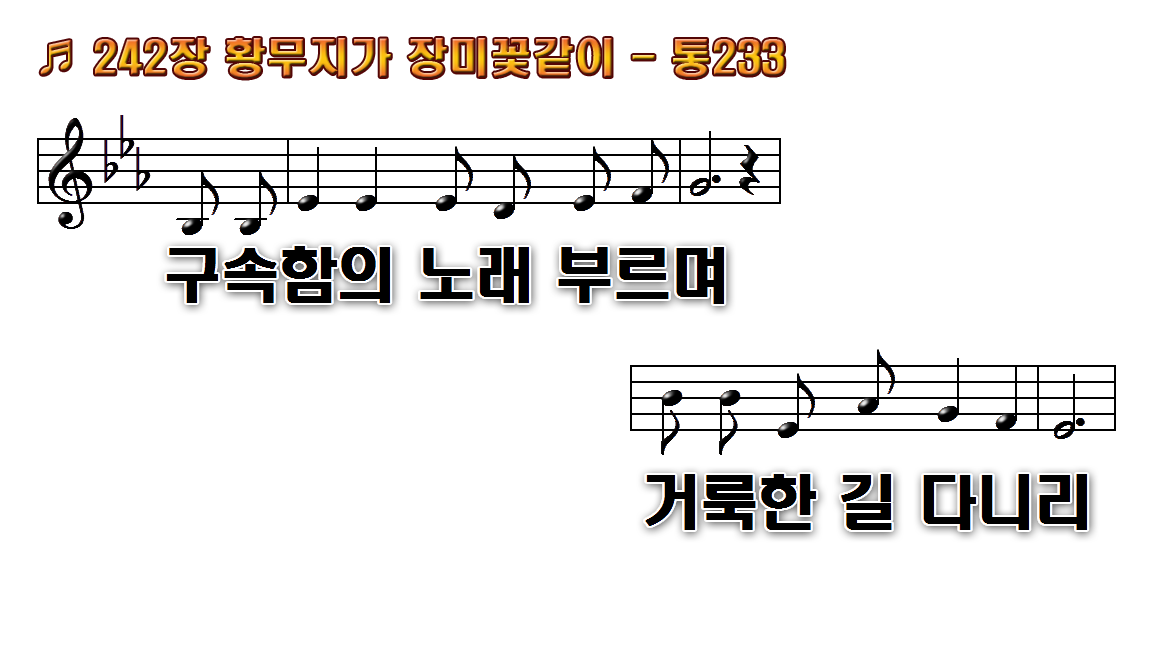 ♬ 242장 황무지가 장미꽃같이 - 통233
구속함의 노래 부르며
거룩한 길 다니리